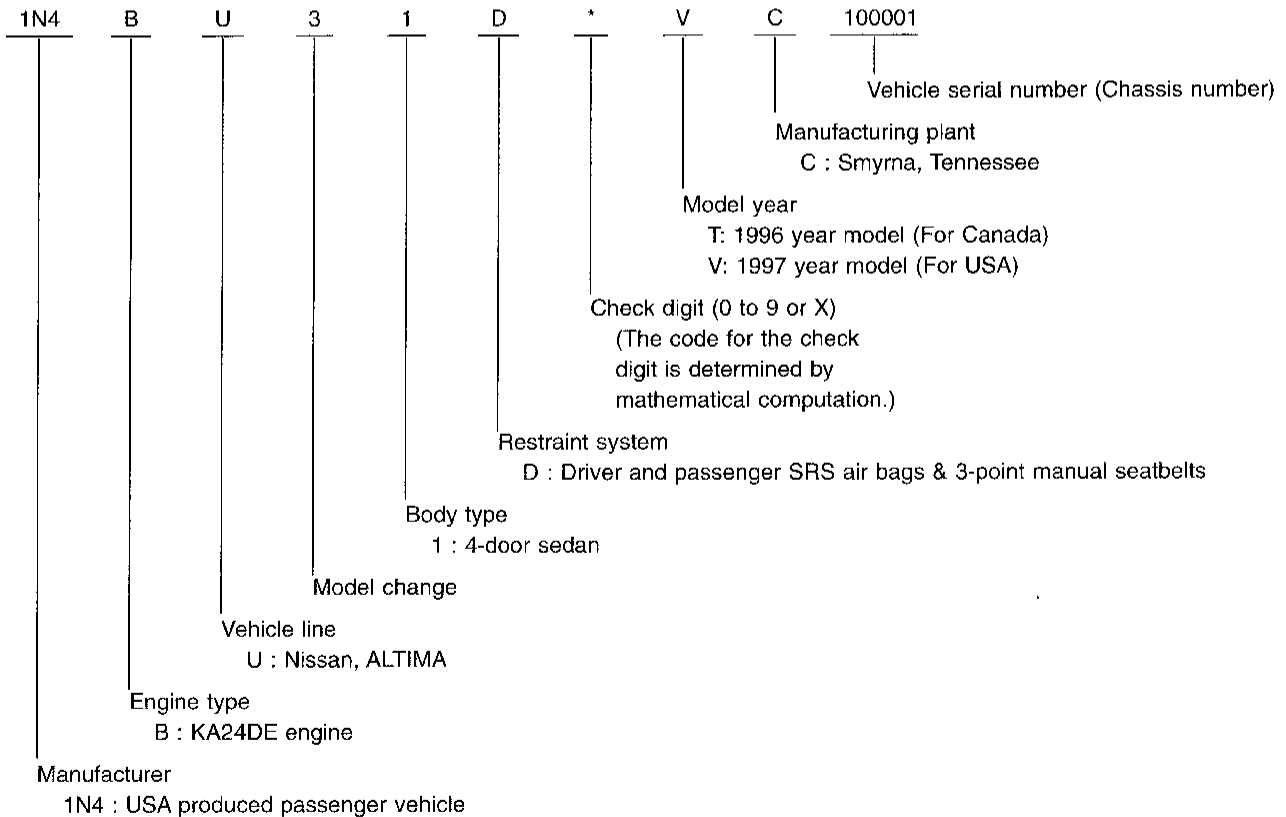 1N4 B U 3 1 D * V C 100001
Vehicle serial number (Chassis number)
Manufacturing plant
C : Smyrna, Tennessee
Model year
T: 1996 year model (For Canada)
V: 1997 year model (For USA)
Check digit (0 to 9 or X)
(The code for the check
digit is determined by
mathematical computation.)
Restraint system
D : Driver and passenger SRS air bags & 3-point manual seatbelts
Body type
1 : 4-door sedan
Model change
Vehicle line
U : Nissan, ALTIMA
Engine type
B : KA24DE engine
Manufacturer
1N4 : USA produced passenger vehicle